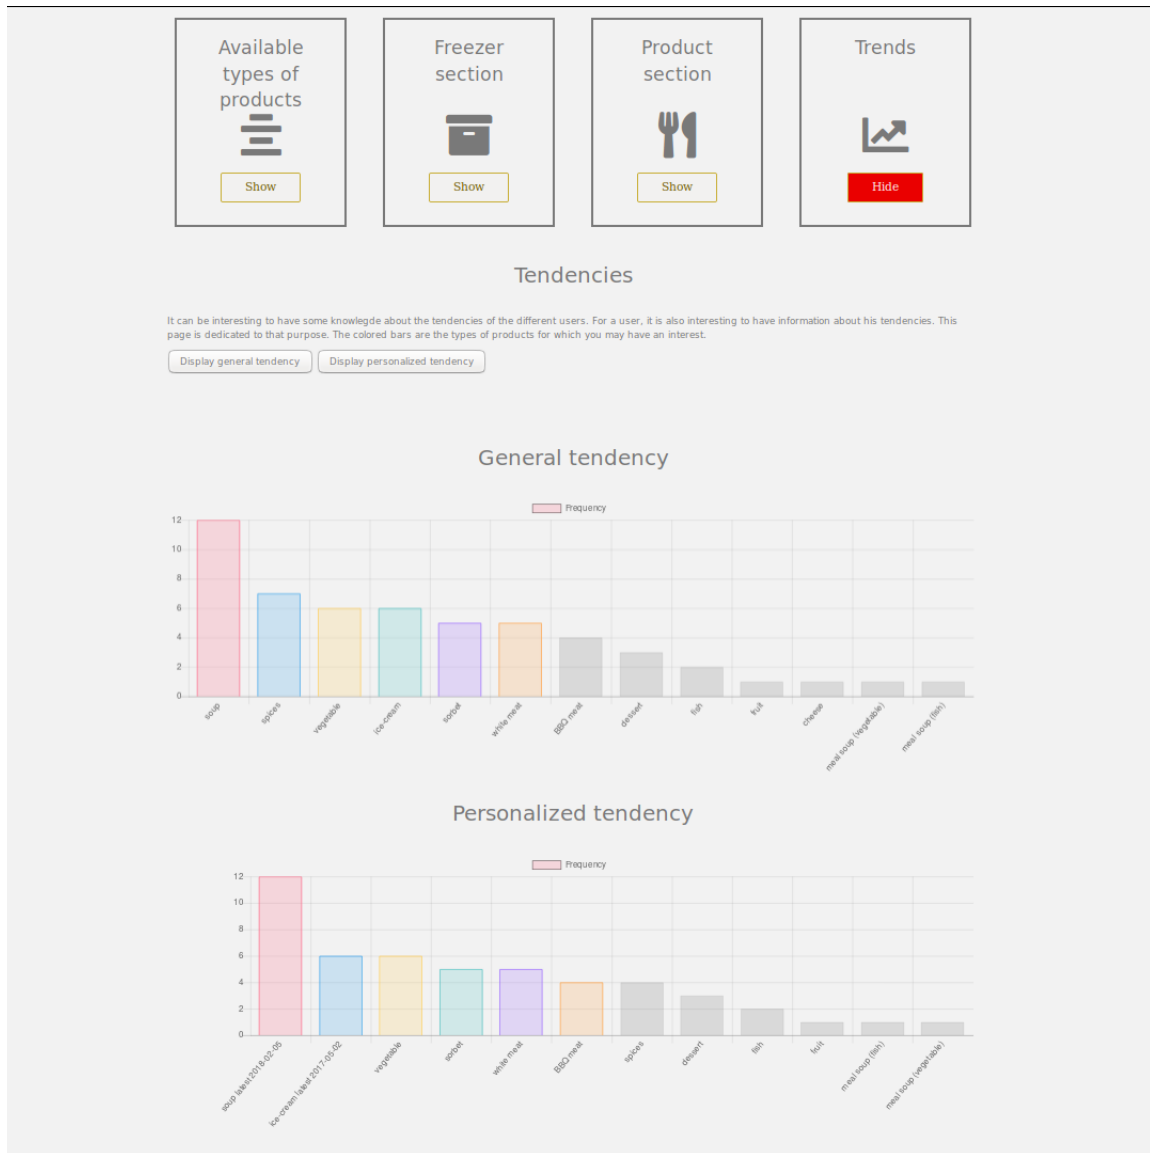 Available
types of
products
Show
Freezer
section
Show
Product
section
Show
Trends
Hide
Tendencies
It can be interesting to have some knowlegde about the tendencies of the different users. For a user, it is also interesting to have information about his tendencies. This
page is dedicated to that purpose. The colored bars are the types of products for which you may have an interest.
Display general tendency
Display personalized tendency
General tendency
Frequency
12
10
8
6
4
2
0
soup
spices
vegetable
ice-cream
sorbet
white meat
BBQ meat
dessert
fish
fruit
cheese
meal soup (vegetable)
meal soup (fish)
Personalized tendency
Frequency
12
10
8
6
4
2
0
soup latest 2018-02-05
ice-cream latest 2017-05-02
vegetable
sorbet
white meat
BBQ meat
spices
dessert
fish
fruit
meal soup (fish)
meal soup (vegetable)